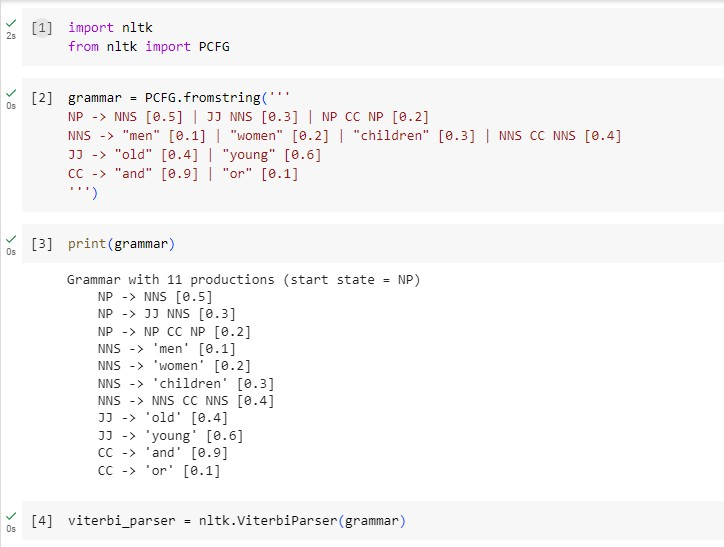 [1] import nltk
2s from nltk import PCFG
[2] grammar = PCFG.fromstring('''
0s NP -> NNS [0.5] | JJ NNS [0.3] | NP CC NP [0.2]
NNS -> "men" [0.1] | "women" [0.2] | "children" [0.3] | NNS CC NNS [0.4]
JJ -> "old" [0.4] | "young" [0.6]
CC -> "and" [0.9] | "or" [0.1]
''')
[3] print(grammar)
0s
Grammar with 11 productions (start state = NP)
NP -> NNS [0.5]
NP -> JJ NNS [0.3]
NP -> NP CC NP [0.2]
NNS -> 'men' [0.1]
NNS -> 'women' [0.2]
NNS -> 'children' [0.3]
NNS -> NNS CC NNS [0.4]
JJ -> 'old' [0.4]
JJ -> 'young' [0.6]
CC -> 'and' [0.9]
CC -> 'or' [0.1]
[4] viterbi_parser = nltk.ViterbiParser(grammar)
0s